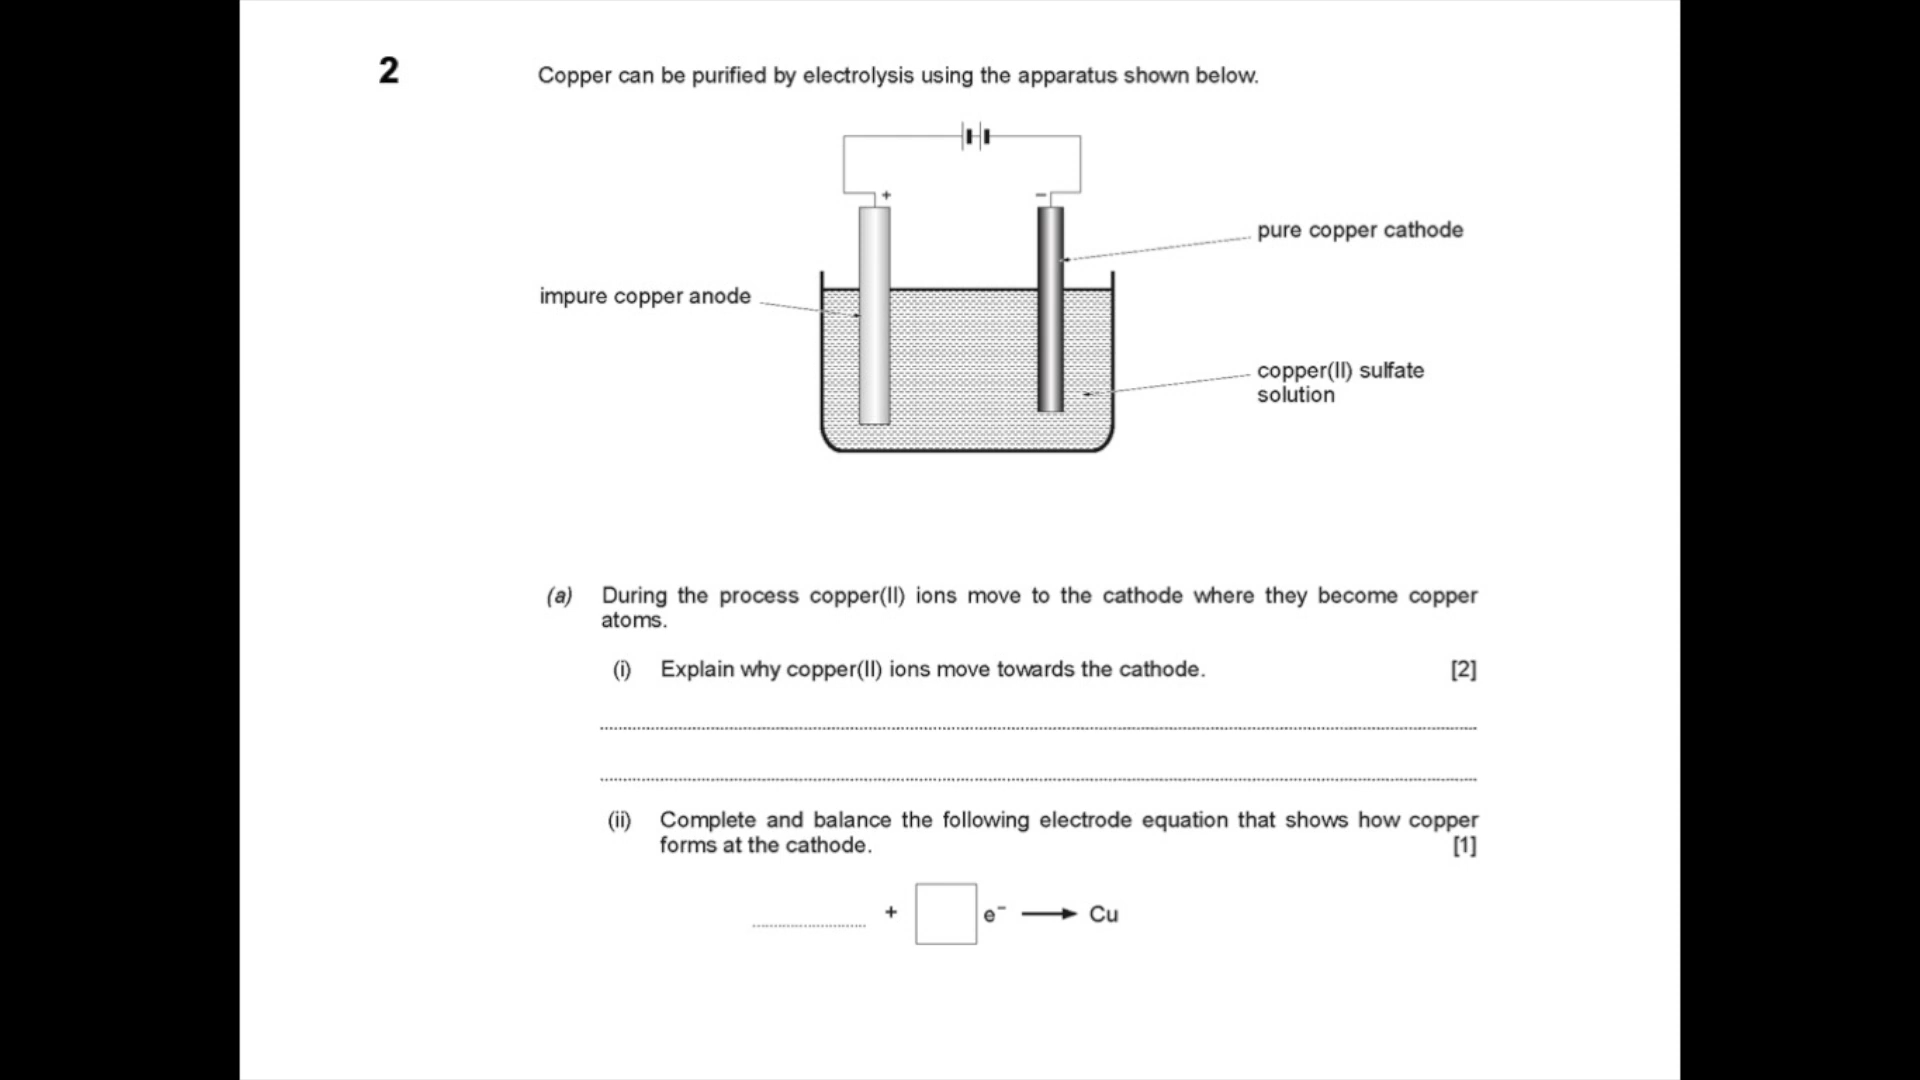 2 Copper can be purified by electrolysis using the apparatus shown below.
+ −
pure copper cathode
impure copper anode
copper(II) sulfate
solution
(a) During the process copper(II) ions move to the cathode where they become copper
atoms.
(i) Explain why copper(II) ions move towards the cathode. [2]
(ii) Complete and balance the following electrode equation that shows how copper
forms at the cathode. [1]
+ e⁻ ⟶ Cu